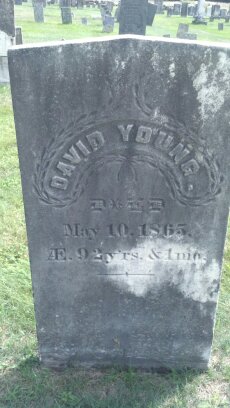 DAVID YOUNG.
DIED
May 10, 1865.
Æ. 92 yrs. & 1 mo.